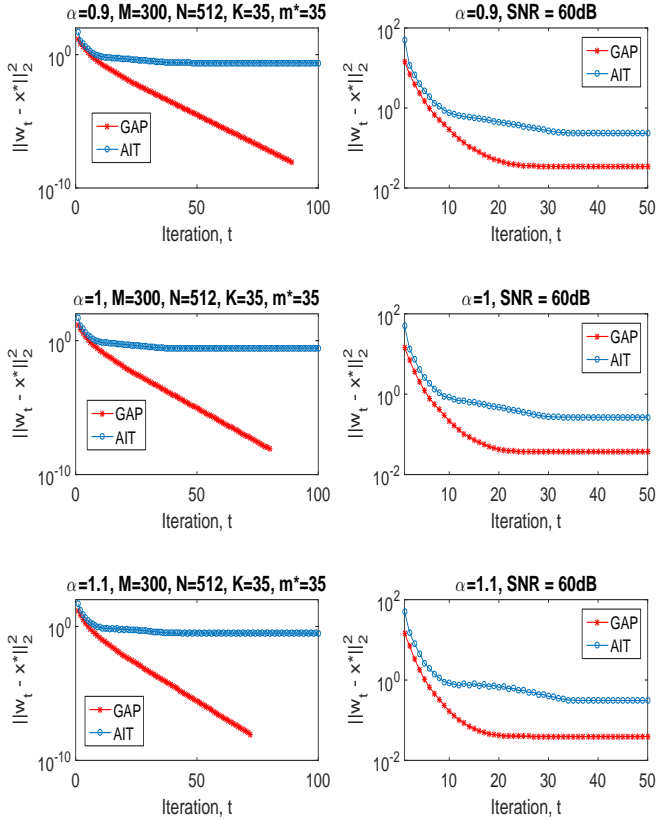 α=0.9, M=300, N=512, K=35, m*=35
||w_t - x*||_2^2
10^0
10^-10
GAP
AIT
0 50 100
Iteration, t
α=0.9, SNR = 60dB
||w_t - x*||_2^2
10^2
10^0
10^-2
GAP
AIT
10 20 30 40 50
Iteration, t
α=1, M=300, N=512, K=35, m*=35
||w_t - x*||_2^2
10^0
10^-10
GAP
AIT
0 50 100
Iteration, t
α=1, SNR = 60dB
||w_t - x*||_2^2
10^2
10^0
10^-2
GAP
AIT
10 20 30 40 50
Iteration, t
α=1.1, M=300, N=512, K=35, m*=35
||w_t - x*||_2^2
10^0
10^-10
GAP
AIT
0 50 100
Iteration, t
α=1.1, SNR = 60dB
||w_t - x*||_2^2
10^2
10^0
10^-2
GAP
AIT
10 20 30 40 50
Iteration, t